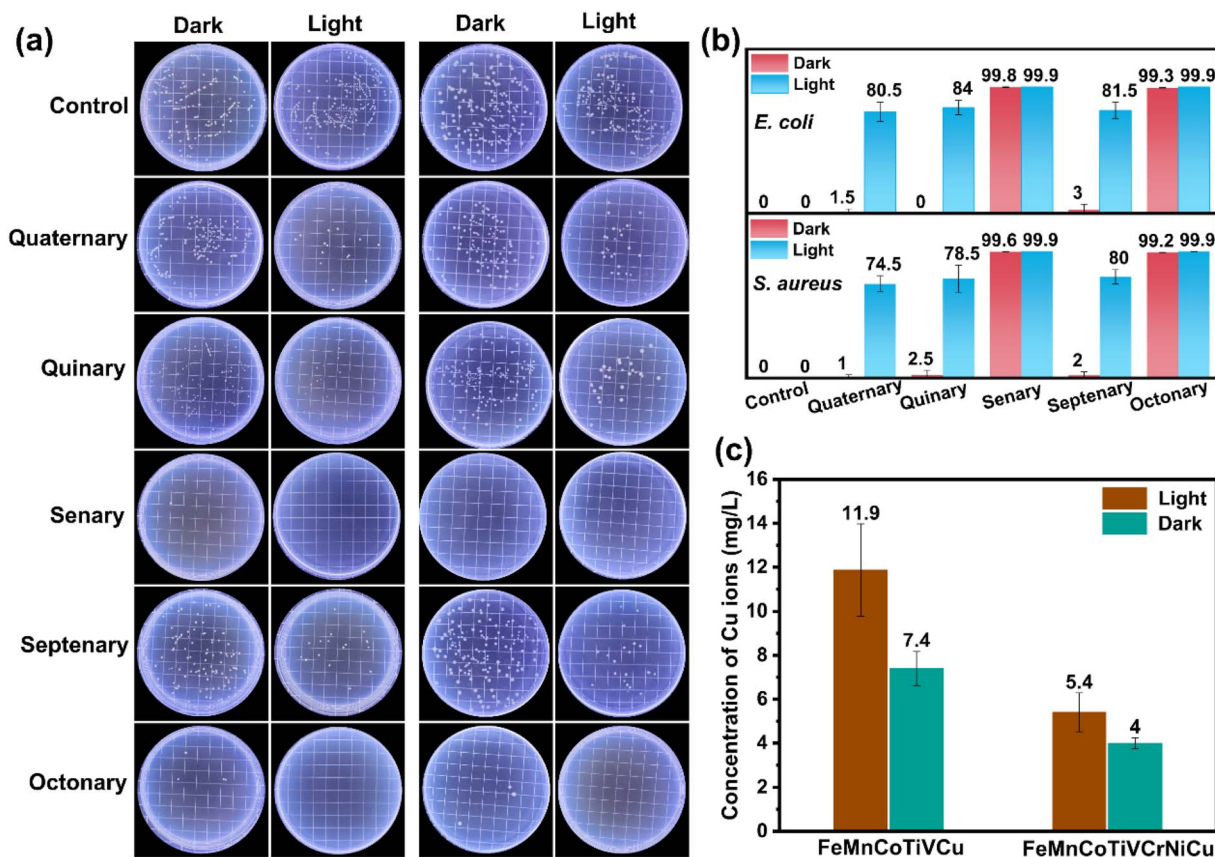 (a)
Dark
Light
Dark
Light
Control
Quaternary
Quinary
Senary
Septenary
Octonary
(b)
Dark
Light
E. coli
0
0
1.5
80.5
0
84
99.8
99.9
3
81.5
99.3
99.9
Dark
Light
S. aureus
0
0
1
74.5
2.5
78.5
99.6
99.9
2
80
99.2
99.9
Control
Quaternary
Quinary
Senary
Septenary
Octonary
(c)
Concentration of Cu ions (mg/L)
16
14
12
10
8
6
4
2
0
Light
Dark
11.9
7.4
5.4
4
FeMnCoTiVCu
FeMnCoTiVCrNiCu